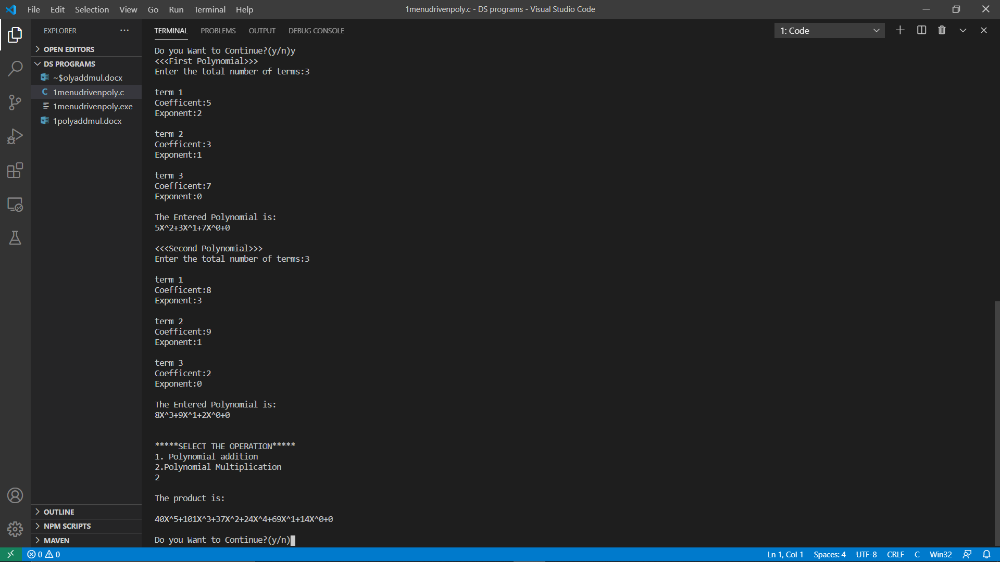 File Edit Selection View Go Run Terminal Help
1menudrivenpoly.c - DS programs - Visual Studio Code
EXPLORER
OPEN EDITORS
DS PROGRAMS
~$olyaddmul.docx
C 1menudrivenpoly.c
1menudrivenpoly.exe
1polyaddmul.docx
OUTLINE
NPM SCRIPTS
MAVEN
TERMINAL PROBLEMS OUTPUT DEBUG CONSOLE
1: Code
Do you Want to Continue?(y/n)y
<<<First Polynomial>>>
Enter the total number of terms:3
term 1
Coefficent:5
Exponent:2
term 2
Coefficent:3
Exponent:1
term 3
Coefficent:7
Exponent:0
The Entered Polynomial is:
5X^2+3X^1+7X^0+0
<<<Second Polynomial>>>
Enter the total number of terms:3
term 1
Coefficent:8
Exponent:3
term 2
Coefficent:9
Exponent:1
term 3
Coefficent:2
Exponent:0
The Entered Polynomial is:
8X^3+9X^1+2X^0+0
*****SELECT THE OPERATION*****
1. Polynomial addition
2.Polynomial Multiplication
2
The product is:
40X^5+101X^3+37X^2+24X^4+69X^1+14X^0+0
Do you Want to Continue?(y/n)
0 0
Ln 1, Col 1 Spaces: 4 UTF-8 CRLF C Win32